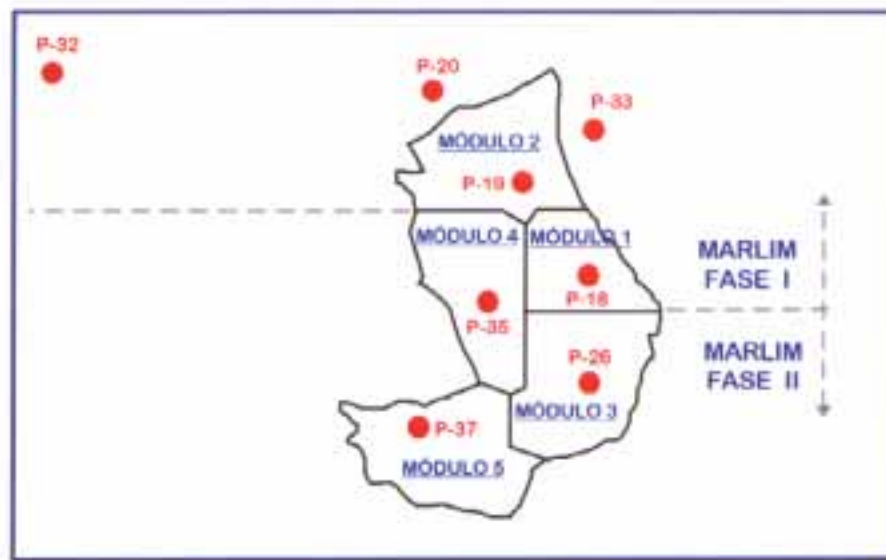 P-32
P-20
P-33
MÓDULO 2
P-19
MÓDULO 4
MÓDULO 1
MARLIM
FASE I
P-18
P-35
P-26
MARLIM
FASE II
MÓDULO 3
P-37
MÓDULO 5